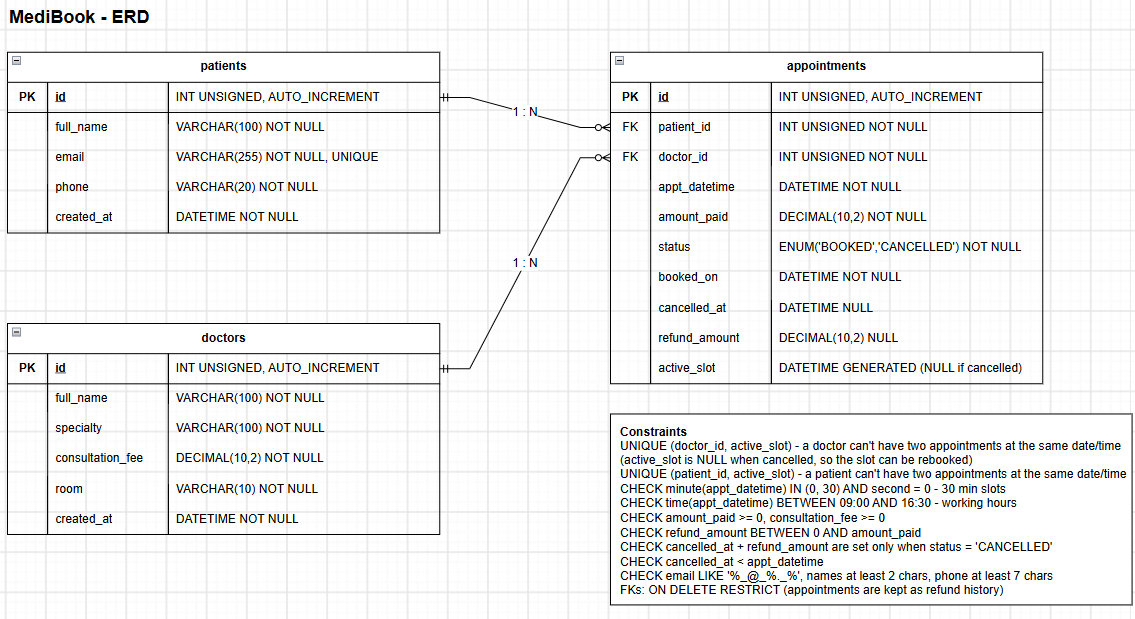 MediBook - ERD
patients
PK id INT UNSIGNED, AUTO_INCREMENT
full_name VARCHAR(100) NOT NULL
email VARCHAR(255) NOT NULL, UNIQUE
phone VARCHAR(20) NOT NULL
created_at DATETIME NOT NULL
1 : N
1 : N
doctors
PK id INT UNSIGNED, AUTO_INCREMENT
full_name VARCHAR(100) NOT NULL
specialty VARCHAR(100) NOT NULL
consultation_fee DECIMAL(10,2) NOT NULL
room VARCHAR(10) NOT NULL
created_at DATETIME NOT NULL
appointments
PK id INT UNSIGNED, AUTO_INCREMENT
FK patient_id INT UNSIGNED NOT NULL
FK doctor_id INT UNSIGNED NOT NULL
appt_datetime DATETIME NOT NULL
amount_paid DECIMAL(10,2) NOT NULL
status ENUM('BOOKED','CANCELLED') NOT NULL
booked_on DATETIME NOT NULL
cancelled_at DATETIME NULL
refund_amount DECIMAL(10,2) NULL
active_slot DATETIME GENERATED (NULL if cancelled)
Constraints
UNIQUE (doctor_id, active_slot) - a doctor can't have two appointments at the same date/time
(active_slot is NULL when cancelled, so the slot can be rebooked)
UNIQUE (patient_id, active_slot) - a patient can't have two appointments at the same date/time
CHECK minute(appt_datetime) IN (0, 30) AND second = 0 - 30 min slots
CHECK time(appt_datetime) BETWEEN 09:00 AND 16:30 - working hours
CHECK amount_paid >= 0, consultation_fee >= 0
CHECK refund_amount BETWEEN 0 AND amount_paid
CHECK cancelled_at + refund_amount are set only when status = 'CANCELLED'
CHECK cancelled_at < appt_datetime
CHECK email LIKE '%_@_%._%', names at least 2 chars, phone at least 7 chars
FKs: ON DELETE RESTRICT (appointments are kept as refund history)